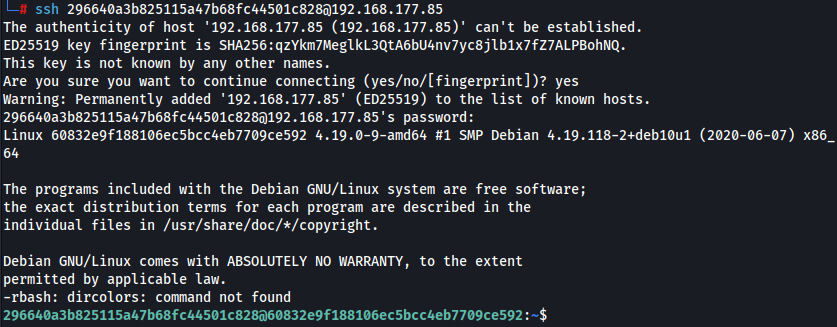 └─# ssh 296640a3b825115a47b68fc44501c828@192.168.177.85
The authenticity of host '192.168.177.85 (192.168.177.85)' can't be established.
ED25519 key fingerprint is SHA256:qzYkm7MeglkL3QtA6bU4nv7yc8jlb1x7fZ7ALPBohNQ.
This key is not known by any other names.
Are you sure you want to continue connecting (yes/no/[fingerprint])? yes
Warning: Permanently added '192.168.177.85' (ED25519) to the list of known hosts.
296640a3b825115a47b68fc44501c828@192.168.177.85's password:
Linux 60832e9f188106ec5bcc4eb7709ce592 4.19.0-9-amd64 #1 SMP Debian 4.19.118-2+deb10u1 (2020-06-07) x86_
64
The programs included with the Debian GNU/Linux system are free software;
the exact distribution terms for each program are described in the
individual files in /usr/share/doc/*/copyright.
Debian GNU/Linux comes with ABSOLUTELY NO WARRANTY, to the extent
permitted by applicable law.
-rbash: dircolors: command not found
296640a3b825115a47b68fc44501c828@60832e9f188106ec5bcc4eb7709ce592:~$